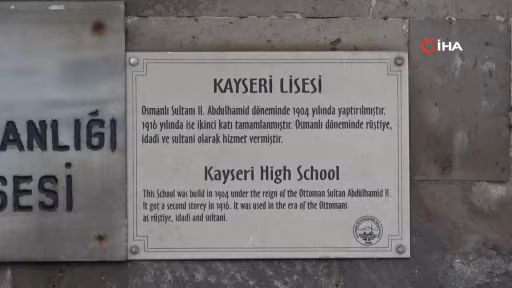 İHA
ANLIĞI
SESİ
KAYSERİ LİSESİ
Osmanlı Sultanı II. Abdulhamid döneminde 1904 yılında yaptırılmıştır.
1916 yılında ise ikinci katı tamamlanmıştır. Osmanlı döneminde rüştiye,
idadi ve sultani olarak hizmet vermiştir.
Kayseri High School
This School was build in 1904 under the reign of the Ottoman Sultan Abdülhamid II.
It got a second storey in 1916. It was used in the era of the Ottomans
as rüştiye, idadi and sultani.